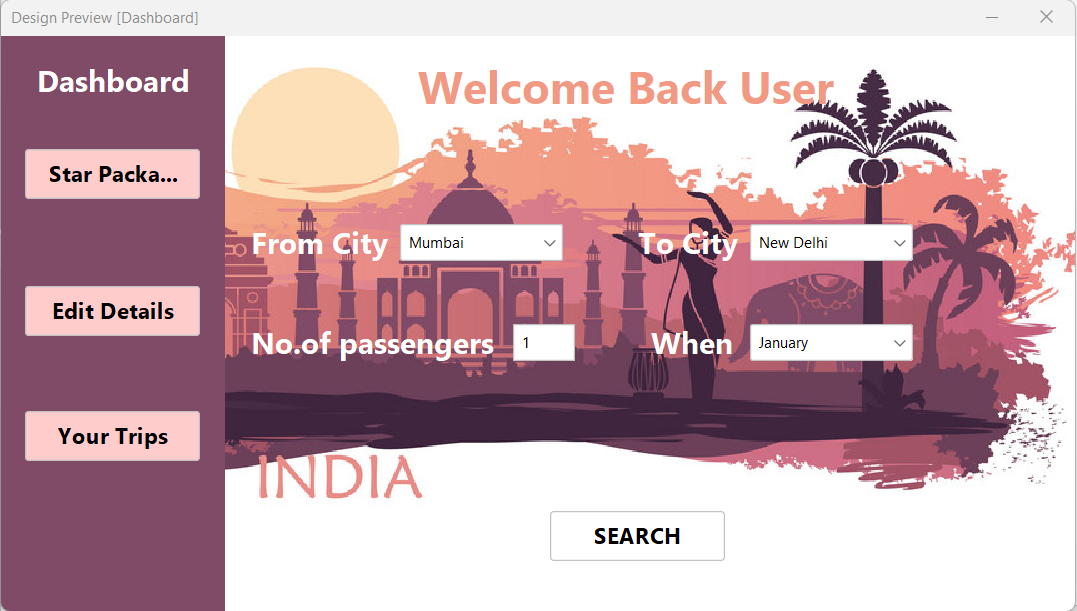 Design Preview [Dashboard]
Dashboard
Welcome Back User
Star Packa...
From City Mumbai To City New Delhi
Edit Details
No.of passengers 1 When January
Your Trips
INDIA
SEARCH